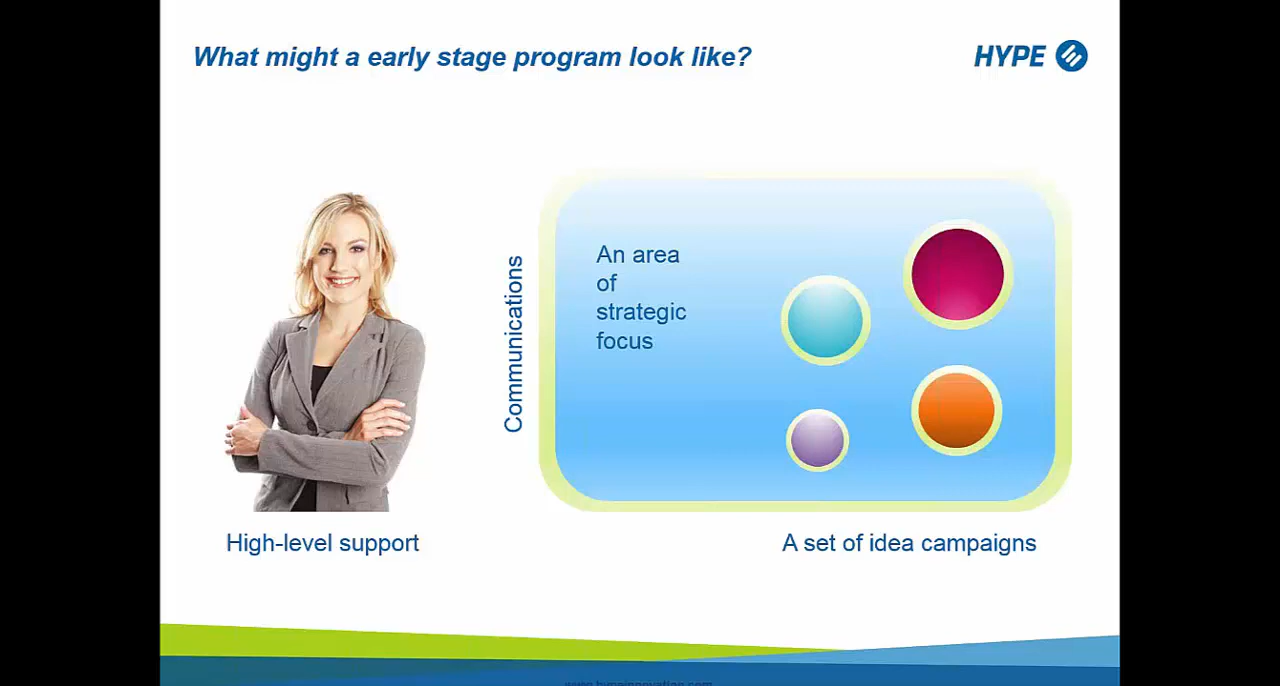 What might a early stage program look like?
HYPE
An area
of
strategic
focus
Communications
High-level support
A set of idea campaigns